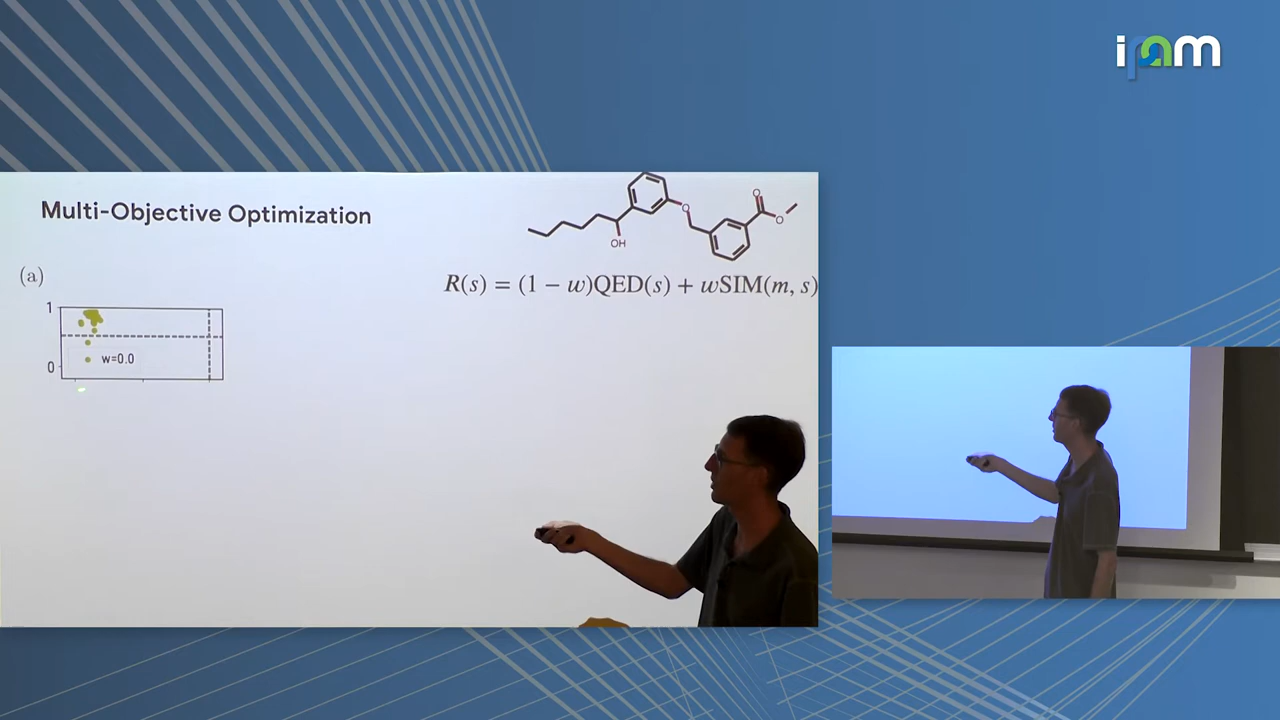 ipam
Multi-Objective Optimization
O
O
O
OH
(a)
R(s) = (1 − w)QED(s) + wSIM(m, s)
1
w=0.0
0